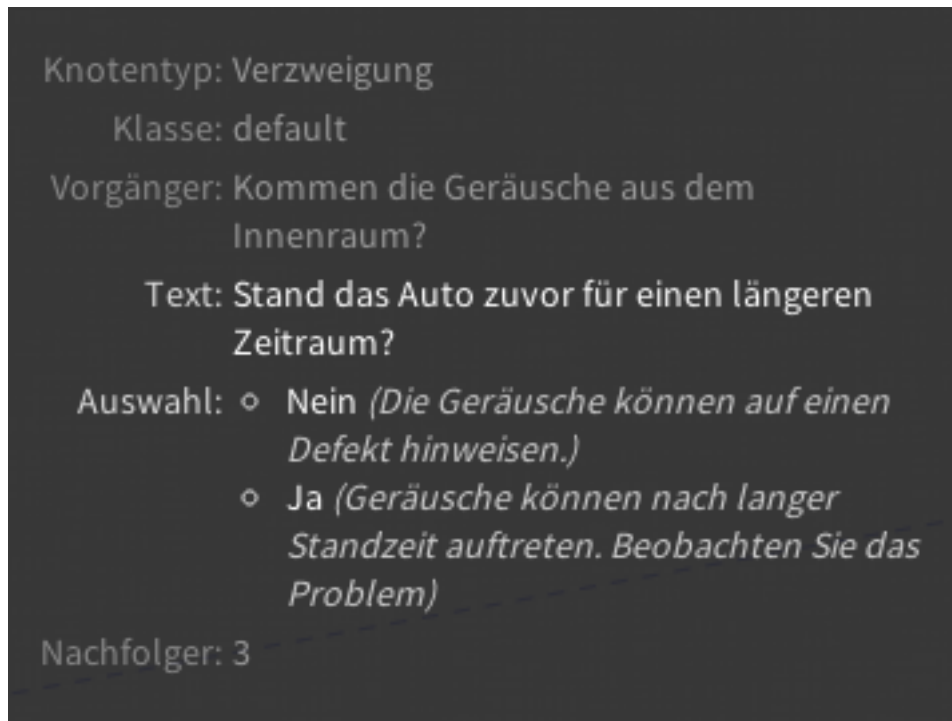 Knotentyp: Verzweigung
Klasse: default
Vorgänger: Kommen die Geräusche aus dem
Innenraum?
Text: Stand das Auto zuvor für einen längeren
Zeitraum?
Auswahl: ⋄ Nein (Die Geräusche können auf einen
Defekt hinweisen.)
⋄ Ja (Geräusche können nach langer
Standzeit auftreten. Beobachten Sie das
Problem)
Nachfolger: 3